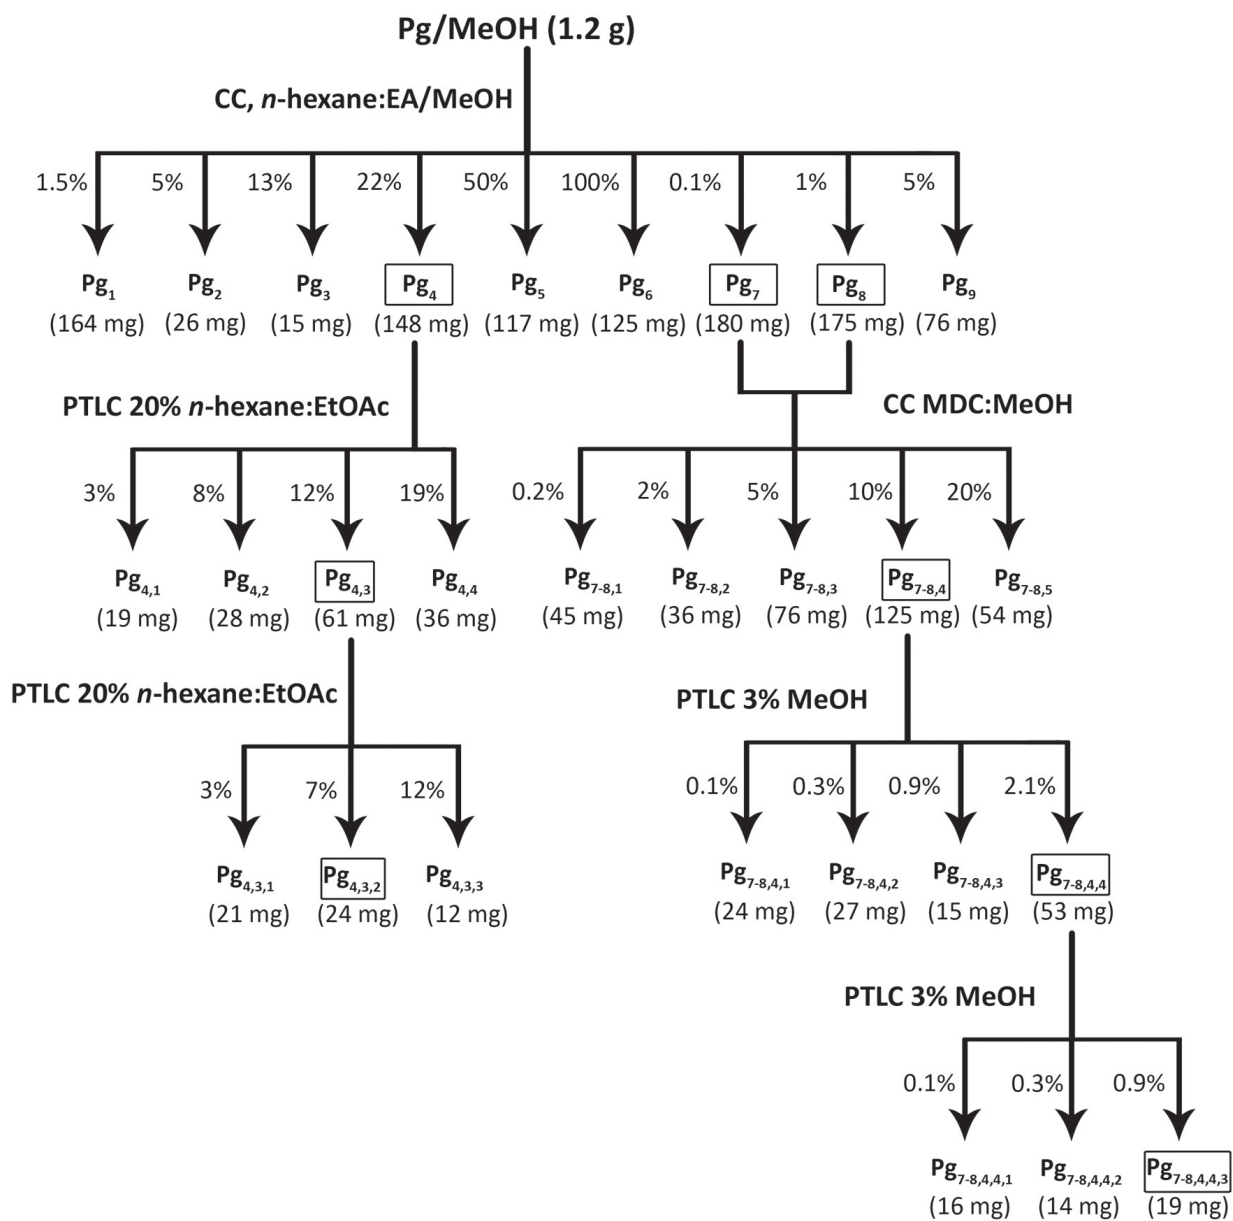 Pg/MeOH (1.2 g)
CC, n-hexane:EA/MeOH
1.5% 5% 13% 22% 50% 100% 0.1% 1% 5%
Pg1 Pg2 Pg3 Pg4 Pg5 Pg6 Pg7 Pg8 Pg9
(164 mg) (26 mg) (15 mg) (148 mg) (117 mg) (125 mg) (180 mg) (175 mg) (76 mg)
PTLC 20% n-hexane:EtOAc CC MDC:MeOH
3% 8% 12% 19% 0.2% 2% 5% 10% 20%
Pg4,1 Pg4,2 Pg4,3 Pg4,4 Pg7-8,1 Pg7-8,2 Pg7-8,3 Pg7-8,4 Pg7-8,5
(19 mg) (28 mg) (61 mg) (36 mg) (45 mg) (36 mg) (76 mg) (125 mg) (54 mg)
PTLC 20% n-hexane:EtOAc PTLC 3% MeOH
3% 7% 12% 0.1% 0.3% 0.9% 2.1%
Pg4,3,1 Pg4,3,2 Pg4,3,3 Pg7-8,4,1 Pg7-8,4,2 Pg7-8,4,3 Pg7-8,4,4
(21 mg) (24 mg) (12 mg) (24 mg) (27 mg) (15 mg) (53 mg)
PTLC 3% MeOH
0.1% 0.3% 0.9%
Pg7-8,4,4,1 Pg7-8,4,4,2 Pg7-8,4,4,3
(16 mg) (14 mg) (19 mg)